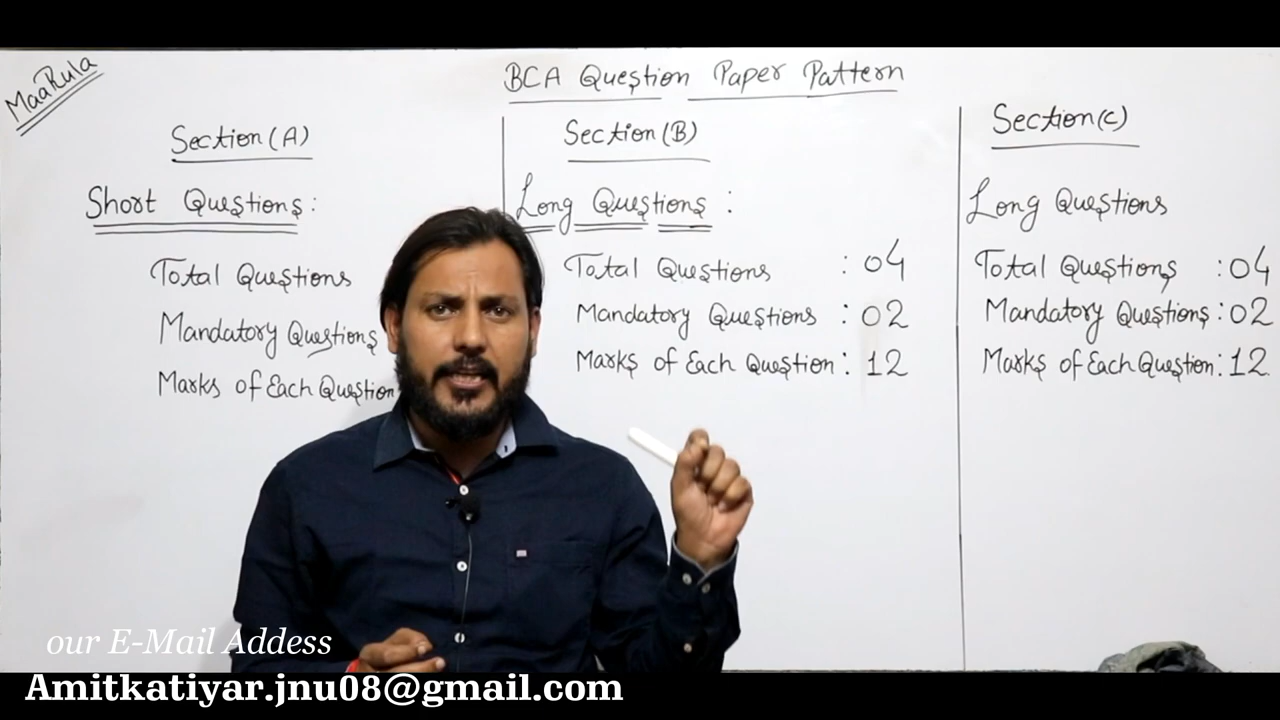 MaaRula
BCA Question Paper Pattern
Section (A)
Short Questions :
Total Questions
Mandatory Questions
Marks of Each Question
Section (B)
Long Questions :
Total Questions : 04
Mandatory Questions : 02
Marks of Each Question : 12
Section (C)
Long Questions
Total Questions : 04
Mandatory Questions : 02
Marks of Each Question : 12
our E-Mail Addess
Amitkatiyar.jnu08@gmail.com